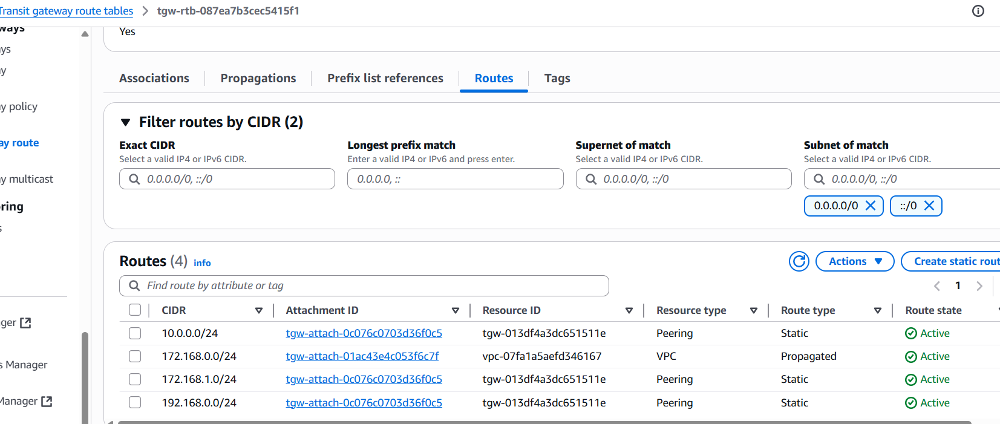 Transit gateway route tables > tgw-rtb-087ea7b3cec5415f1
ways
Yes
ys
y
y policy
ay route
y multicast
ring
s
ger
s Manager
Manager
Associations Propagations Prefix list references Routes Tags
Filter routes by CIDR (2)
Exact CIDR Longest prefix match Supernet of match Subnet of match
Select a valid IP4 or IPv6 CIDR. Enter a valid IP4 or IPv6 and press enter. Select a valid IP4 or IPv6 CIDR. Select a valid IP4 or IPv6 CIDR.
0.0.0.0/0, ::/0 0.0.0.0, :: 0.0.0.0/0, ::/0 0.0.0.0/0, ::/0
0.0.0.0/0 ::/0
Routes (4) info Actions Create static rout
Find route by attribute or tag 1
CIDR Attachment ID Resource ID Resource type Route type Route state
10.0.0.0/24 tgw-attach-0c076c0703d36f0c5 tgw-013df4a3dc651511e Peering Static Active
172.168.0.0/24 tgw-attach-01ac43e4c053f6c7f vpc-07fa1a5aefd346167 VPC Propagated Active
172.168.1.0/24 tgw-attach-0c076c0703d36f0c5 tgw-013df4a3dc651511e Peering Static Active
192.168.0.0/24 tgw-attach-0c076c0703d36f0c5 tgw-013df4a3dc651511e Peering Static Active